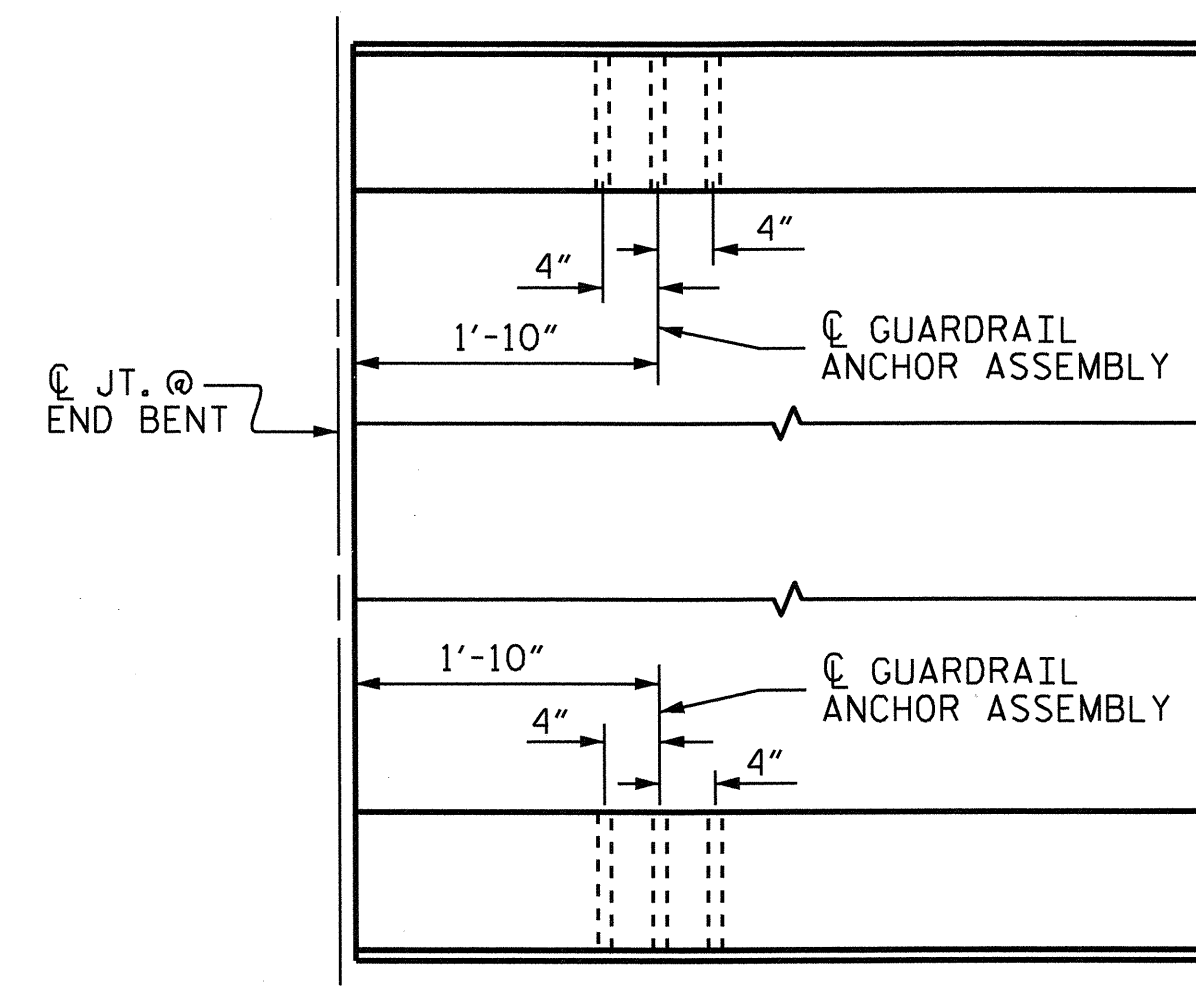 4″
4″
1′-10″
℄ GUARDRAIL
ANCHOR ASSEMBLY
℄ JT. @
END BENT
1′-10″
℄ GUARDRAIL
ANCHOR ASSEMBLY
4″
4″